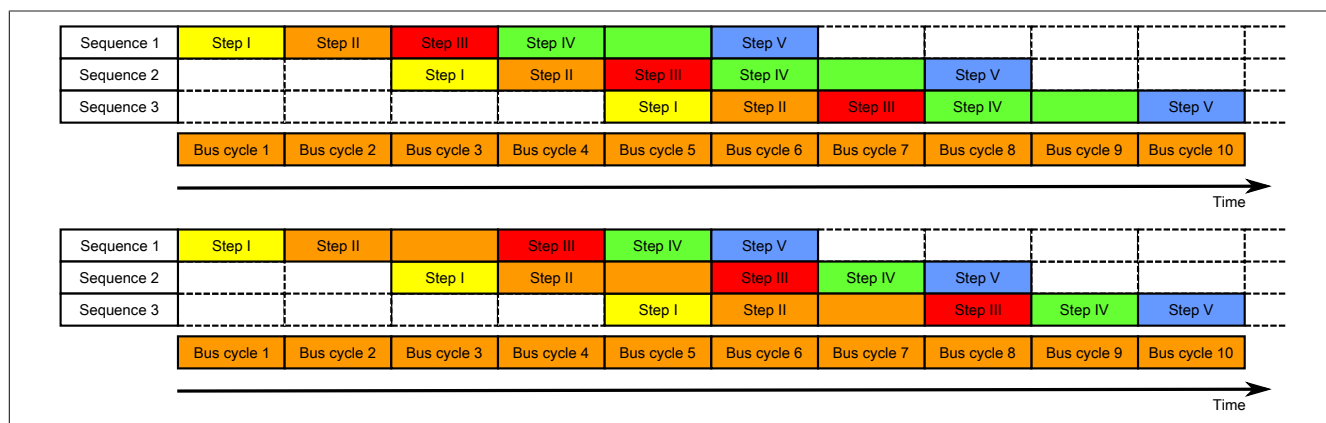 Sequence 1 Step I Step II Step III Step IV Step V
Sequence 2 Step I Step II Step III Step IV Step V
Sequence 3 Step I Step II Step III Step IV Step V
Bus cycle 1 Bus cycle 2 Bus cycle 3 Bus cycle 4 Bus cycle 5 Bus cycle 6 Bus cycle 7 Bus cycle 8 Bus cycle 9 Bus cycle 10
Time
Sequence 1 Step I Step II Step III Step IV Step V
Sequence 2 Step I Step II Step III Step IV Step V
Sequence 3 Step I Step II Step III Step IV Step V
Bus cycle 1 Bus cycle 2 Bus cycle 3 Bus cycle 4 Bus cycle 5 Bus cycle 6 Bus cycle 7 Bus cycle 8 Bus cycle 9 Bus cycle 10
Time